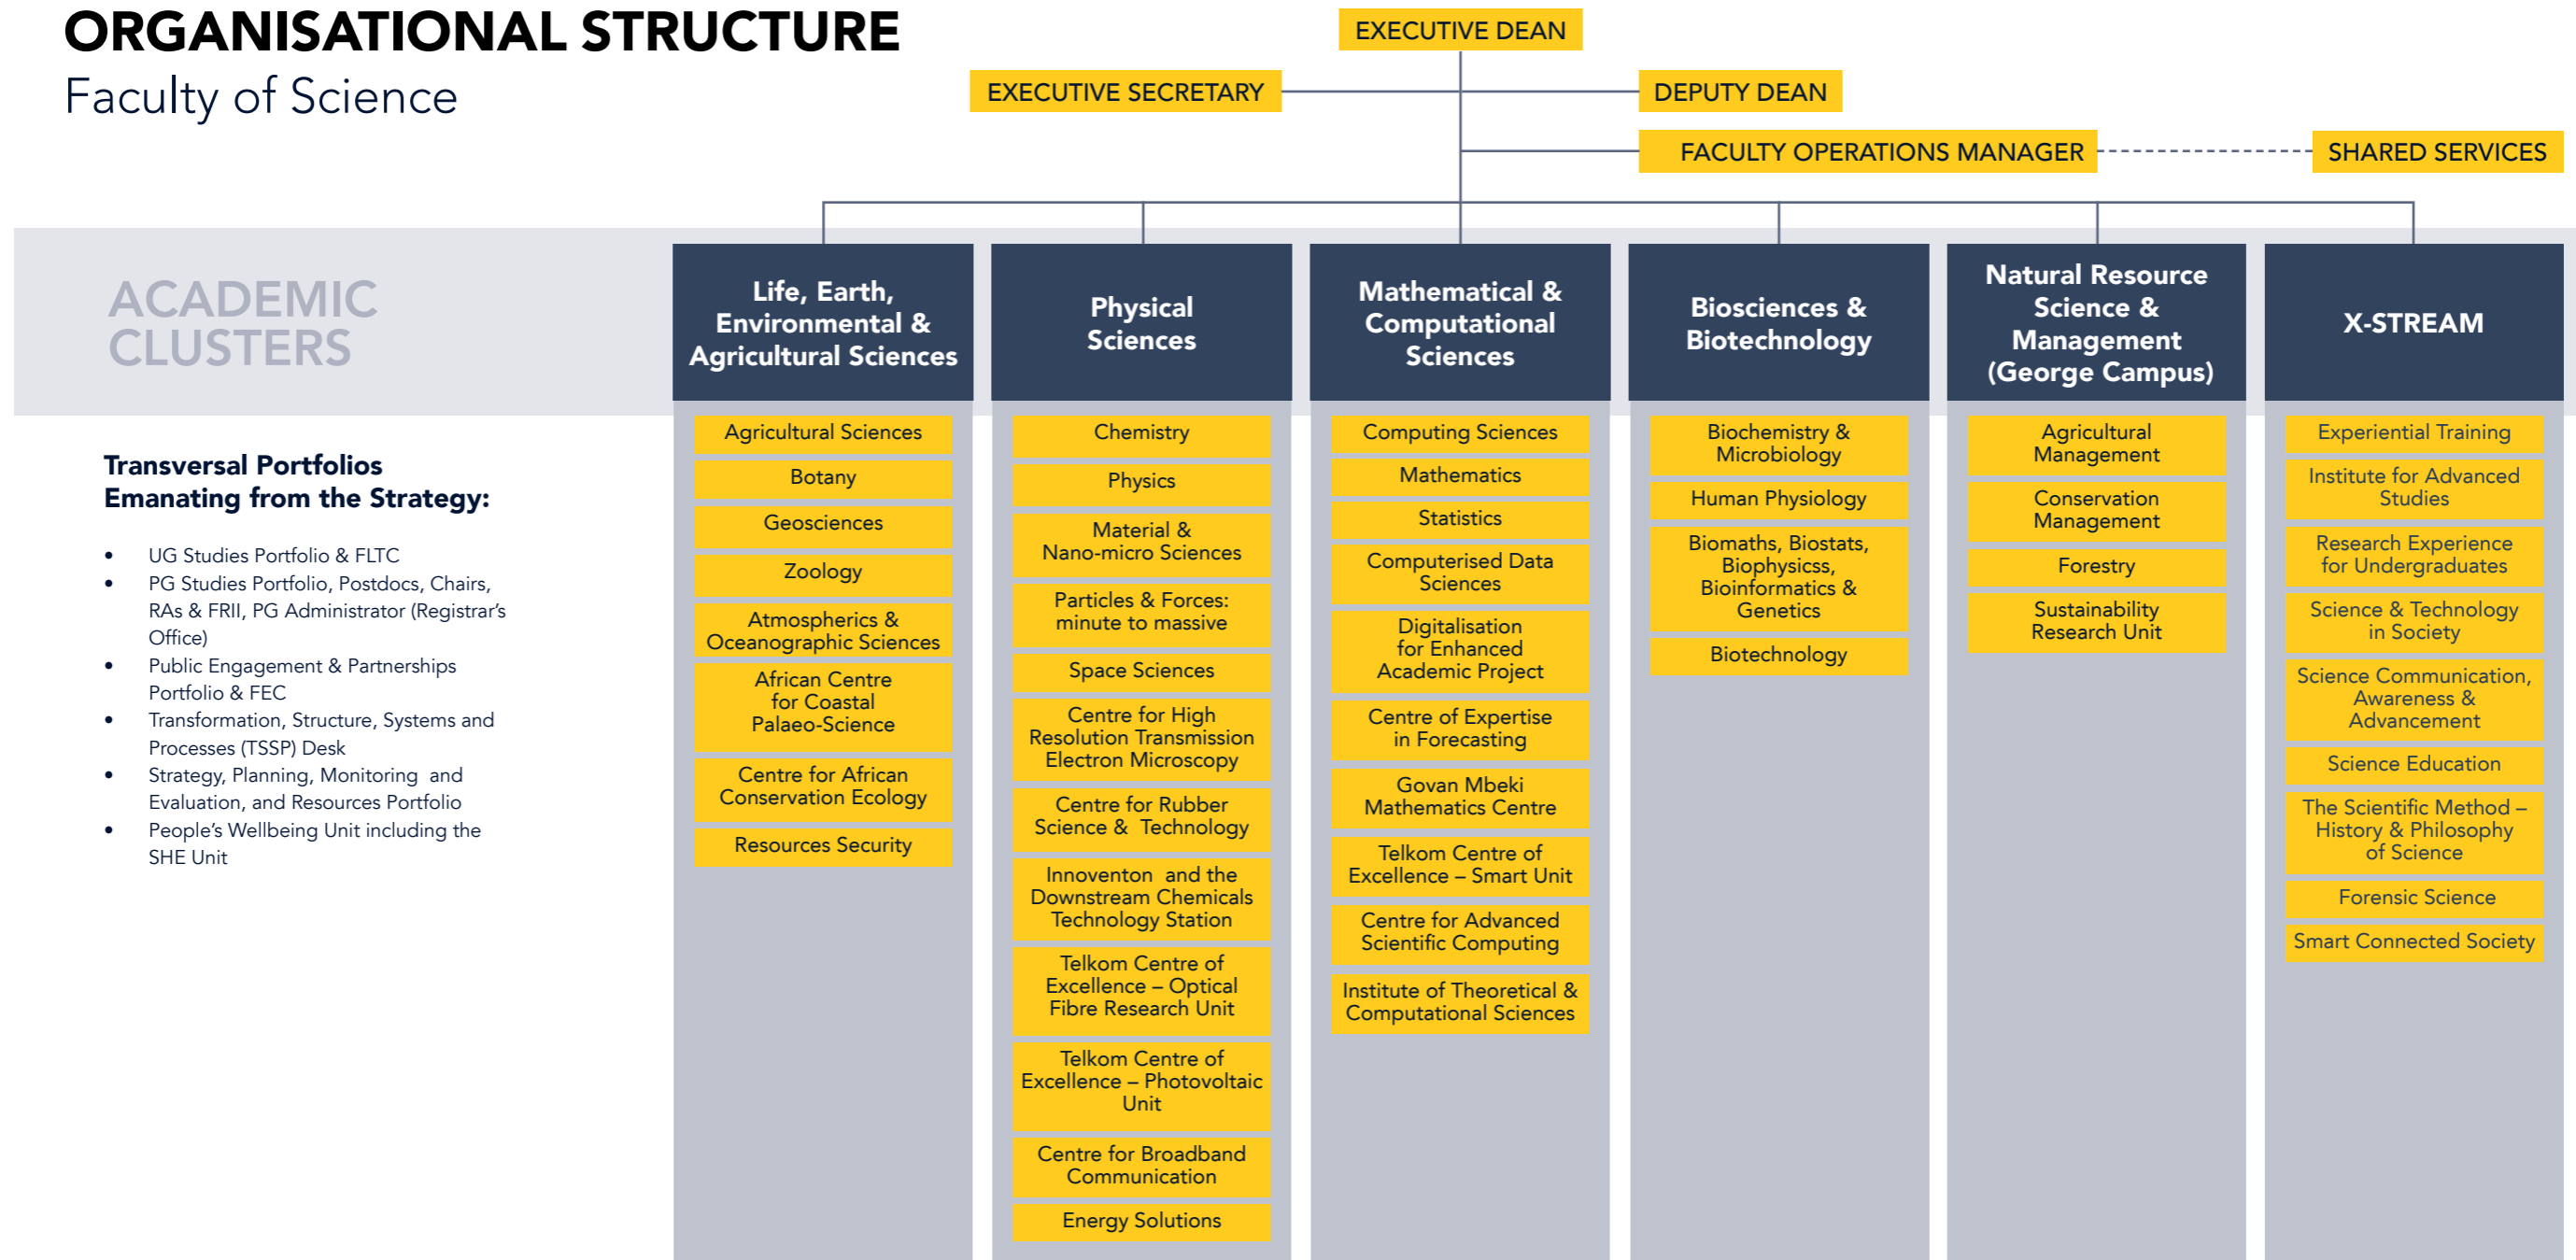 ORGANISATIONAL STRUCTURE
Faculty of Science
EXECUTIVE DEAN
EXECUTIVE SECRETARY
DEPUTY DEAN
FACULTY OPERATIONS MANAGER
SHARED SERVICES
ACADEMIC
CLUSTERS
Transversal Portfolios
Emanating from the Strategy:
• UG Studies Portfolio & FLTC
• PG Studies Portfolio, Postdocs, Chairs,
RAs & FRII, PG Administrator (Registrar’s
Office)
• Public Engagement & Partnerships
Portfolio & FEC
• Transformation, Structure, Systems and
Processes (TSSP) Desk
• Strategy, Planning, Monitoring and
Evaluation, and Resources Portfolio
• People’s Wellbeing Unit including the
SHE Unit
Life, Earth,
Environmental &
Agricultural Sciences
Agricultural Sciences
Botany
Geosciences
Zoology
Atmospherics &
Oceanographic Sciences
African Centre
for Coastal
Palaeo-Science
Centre for African
Conservation Ecology
Resources Security
Physical
Sciences
Chemistry
Physics
Material &
Nano-micro Sciences
Particles & Forces:
minute to massive
Space Sciences
Centre for High
Resolution Transmission
Electron Microscopy
Centre for Rubber
Science & Technology
Innoventon and the
Downstream Chemicals
Technology Station
Telkom Centre of
Excellence – Optical
Fibre Research Unit
Telkom Centre of
Excellence – Photovoltaic
Unit
Centre for Broadband
Communication
Energy Solutions
Mathematical &
Computational
Sciences
Computing Sciences
Mathematics
Statistics
Computerised Data
Sciences
Digitalisation
for Enhanced
Academic Project
Centre of Expertise
in Forecasting
Govan Mbeki
Mathematics Centre
Telkom Centre of
Excellence – Smart Unit
Centre for Advanced
Scientific Computing
Institute of Theoretical &
Computational Sciences
Biosciences &
Biotechnology
Biochemistry &
Microbiology
Human Physiology
Biomaths, Biostats,
Biophysicss,
Bioinformatics &
Genetics
Biotechnology
Natural Resource
Science &
Management
(George Campus)
Agricultural
Management
Conservation
Management
Forestry
Sustainability
Research Unit
X-STREAM
Experiential Training
Institute for Advanced
Studies
Research Experience
for Undergraduates
Science & Technology
in Society
Science Communication,
Awareness &
Advancement
Science Education
The Scientific Method –
History & Philosophy
of Science
Forensic Science
Smart Connected Society